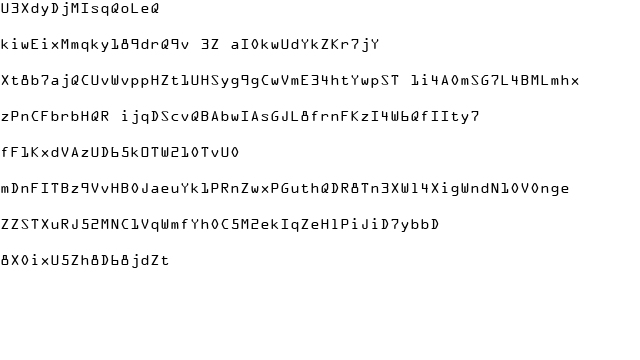 U3XdyDjMIsqQoLeQ
kiwEixMmqky189drQ9v 3Z aI0kwUdYkZKr7jY
Xt8b7ajQCUvWvppHZt1UHSyg9gCwVmE34htYwpST 1i4A0mSG7L4BMLmhx
zPnCFbrbHQR ijqDScvQBAbwIAsGJL8frnFKzI4W6QfIIty7
fF1KxdVAzUD65kOTW210TvU0
mDnFITBz9VvHB0JaeuYk1PRnZwxPGuthQDR8Tn3XW14XigWndN10V0nge
ZZSTXuRJ52MNC1VqWmfYh0C5M2ekIqZeH1PiJiD7ybbD
8X0ixU5Zh8D68jdZt